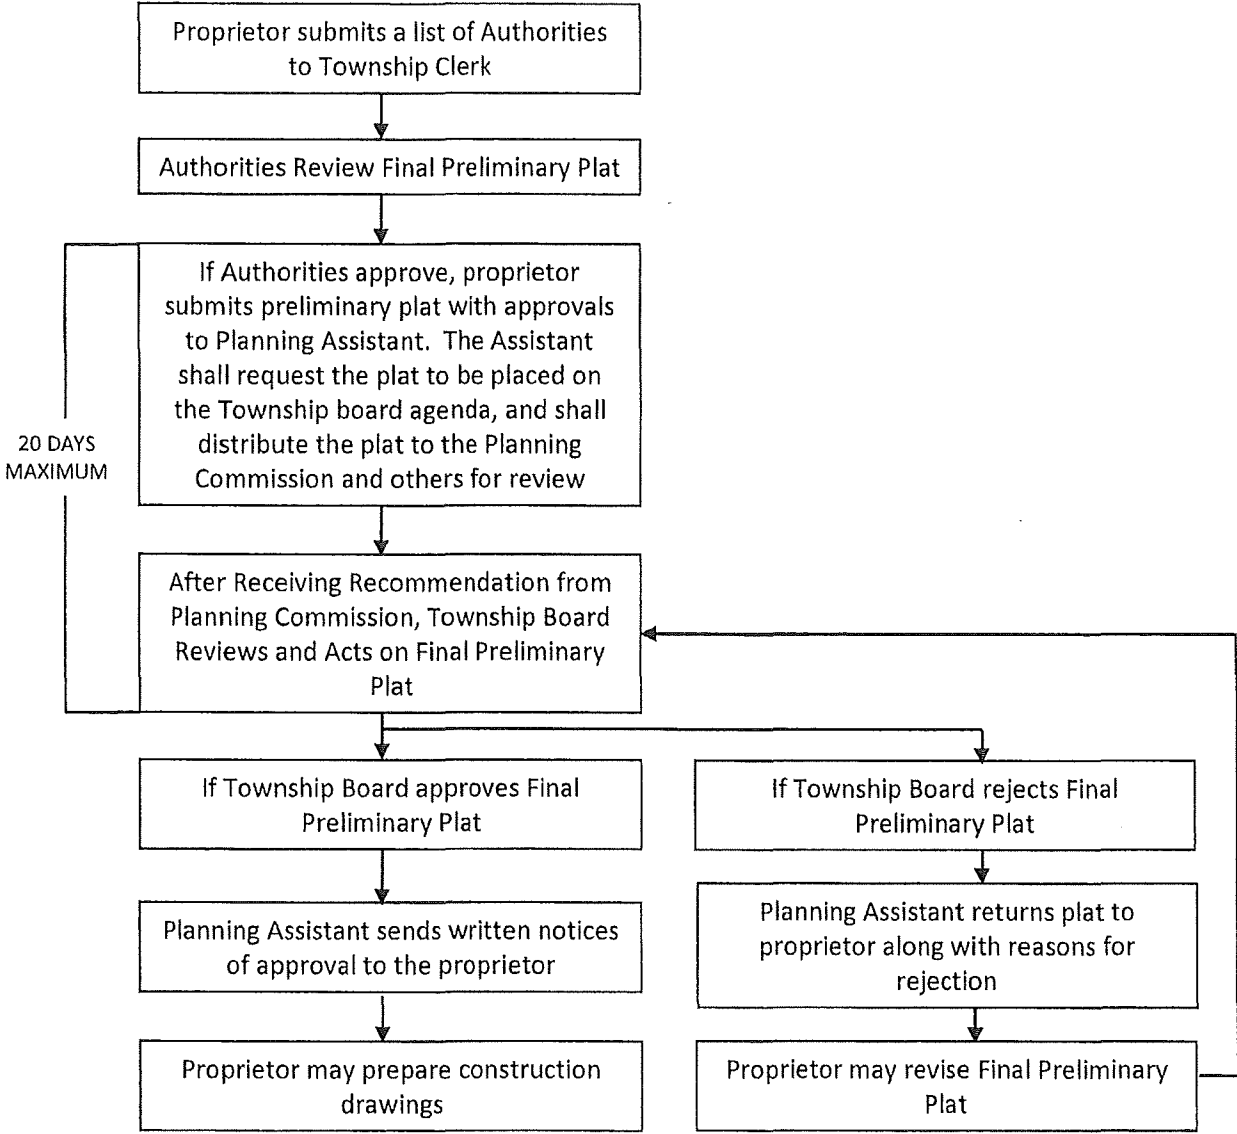 Proprietor submits a list of Authorities
to Township Clerk
Authorities Review Final Preliminary Plat
If Authorities approve, proprietor
submits preliminary plat with approvals
to Planning Assistant. The Assistant
shall request the plat to be placed on
the Township board agenda, and shall
distribute the plat to the Planning
Commission and others for review
20 DAYS
MAXIMUM
After Receiving Recommendation from
Planning Commission, Township Board
Reviews and Acts on Final Preliminary
Plat
If Township Board approves Final
Preliminary Plat
If Township Board rejects Final
Preliminary Plat
Planning Assistant sends written notices
of approval to the proprietor
Planning Assistant returns plat to
proprietor along with reasons for
rejection
Proprietor may prepare construction
drawings
Proprietor may revise Final Preliminary
Plat